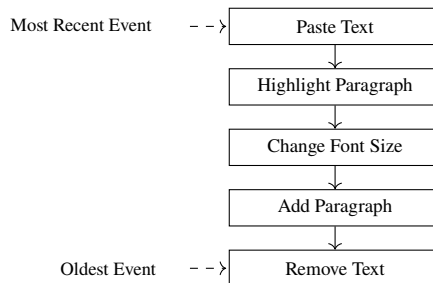 Most Recent Event
Paste Text
Highlight Paragraph
Change Font Size
Add Paragraph
Oldest Event
Remove Text